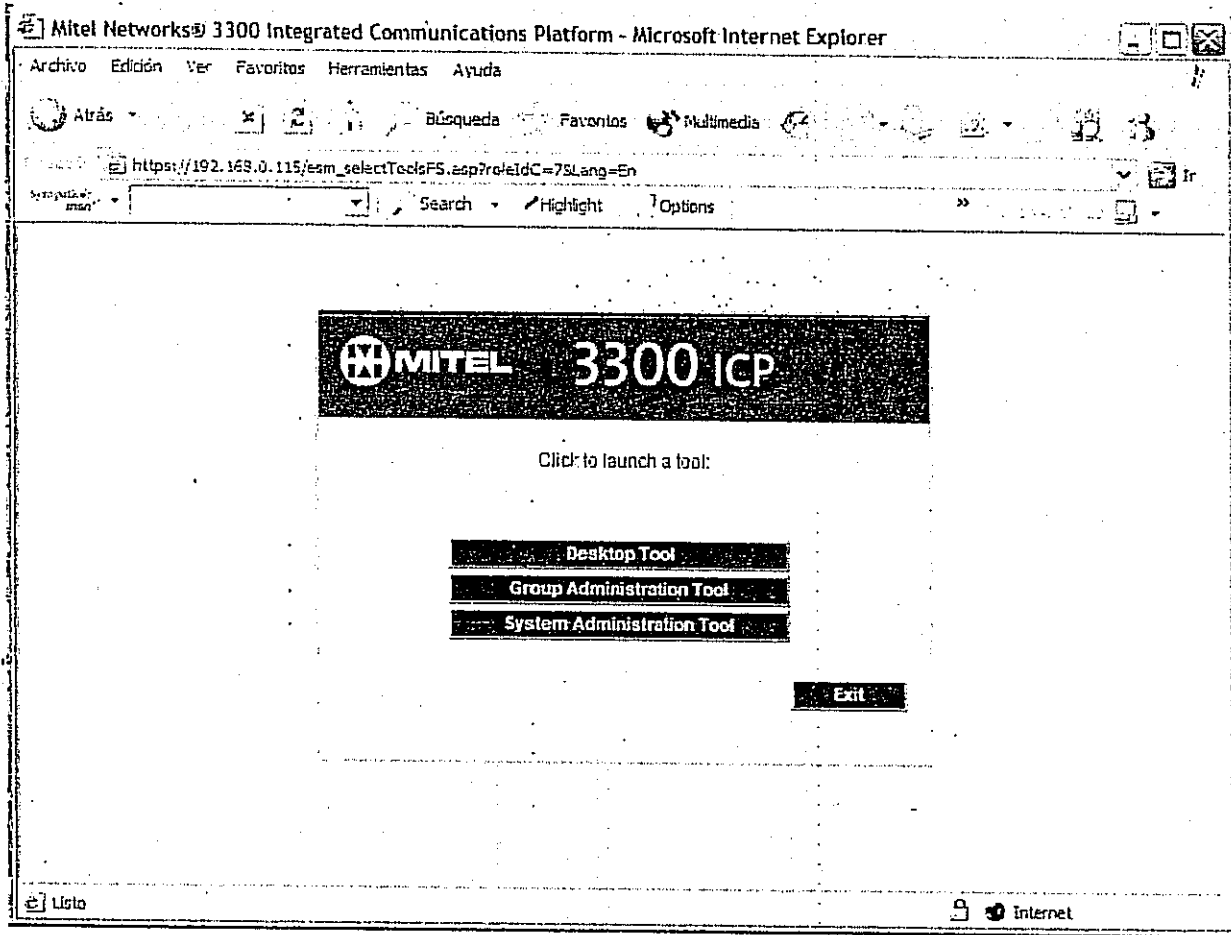 Mitel Networks® 3300 Integrated Communications Platform - Microsoft Internet Explorer
Archivo Edición Ver Favoritos Herramientas Ayuda
Atrás Búsqueda Favoritos Multimedia
https://192.168.0.115/esm_selectToolsFS.asp?roleIdC=7&Lang=En Ir
Search Highlight Options »
MITEL 3300 ICP
Click to launch a tool:
Desktop Tool
Group Administration Tool
System Administration Tool
Exit
Listo Internet